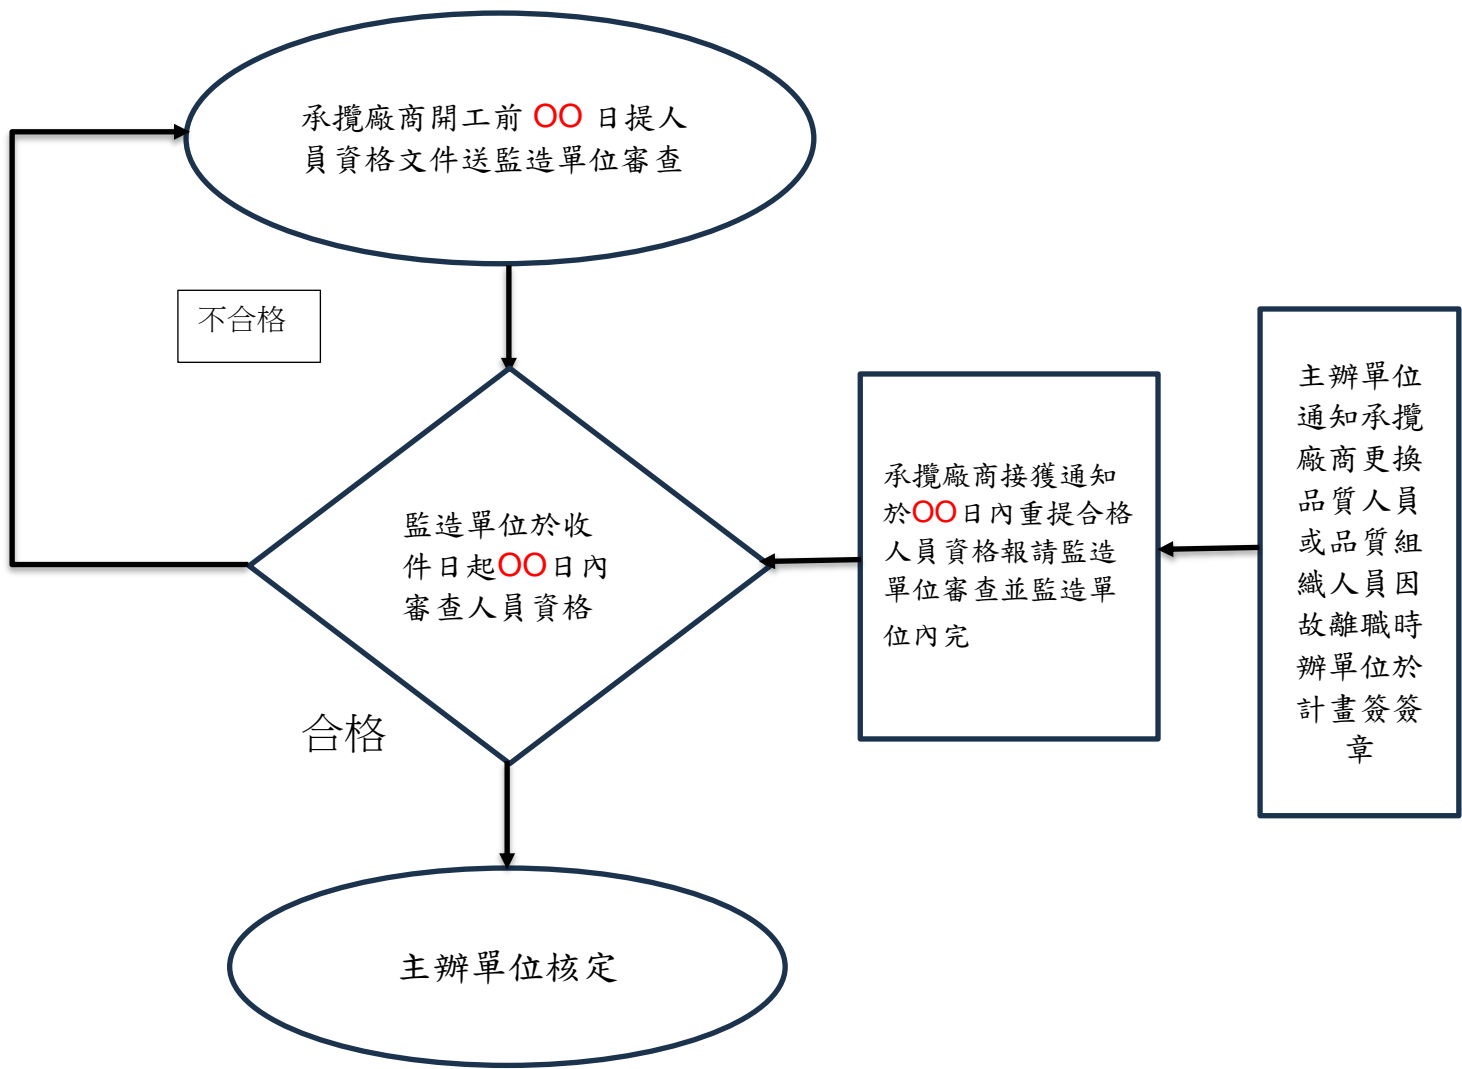 承攬廠商開工前 OO 日提人
員資格文件送監造單位審查
不合格
監造單位於收
件日起OO日內
審查人員資格
合格
主辦單位核定
承攬廠商接獲通知
於OO日內重提合格
人員資格報請監造
單位審查並監造單
位內完
主辦單位
通知承攬
廠商更換
品質人員
或品質組
織人員因
故離職時
辦單位於
計畫簽簽
章